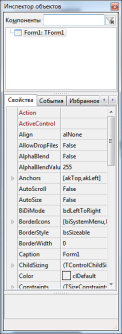 Инспектор объектов
Компоненты
Form1: TForm1
Свойства События Избранное
Action
ActiveControl
Align alNone
AllowDropFiles False
AlphaBlend False
AlphaBlendValu 255
Anchors [akTop,akLeft]
AutoScroll False
AutoSize False
BiDiMode bdLeftToRight
BorderIcons [biSystemMenu,
BorderStyle bsSizeable
BorderWidth 0
Caption Form1
ChildSizing (TControlChildSi
Color clDefault
Constraints (TSizeConstraint